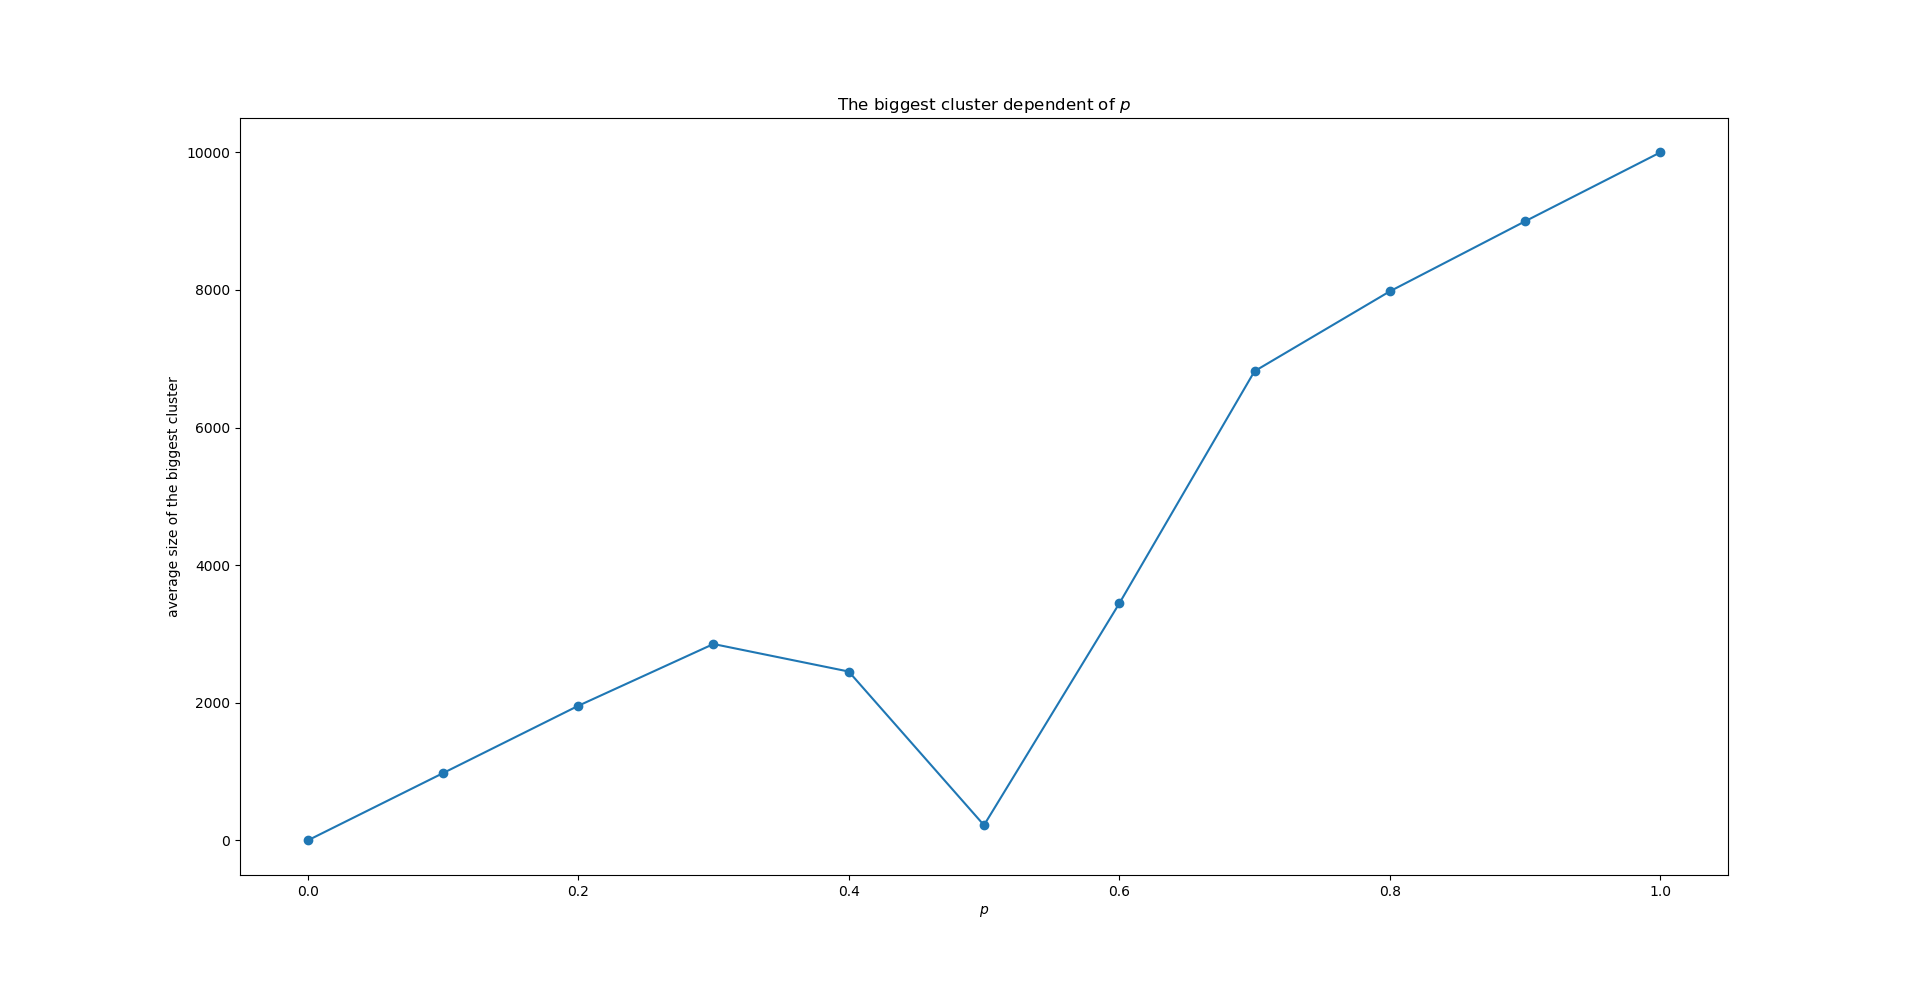 The biggest cluster dependent of p
average size of the biggest cluster
10000
8000
6000
4000
2000
0
0.0 0.2 0.4 0.6 0.8 1.0
p